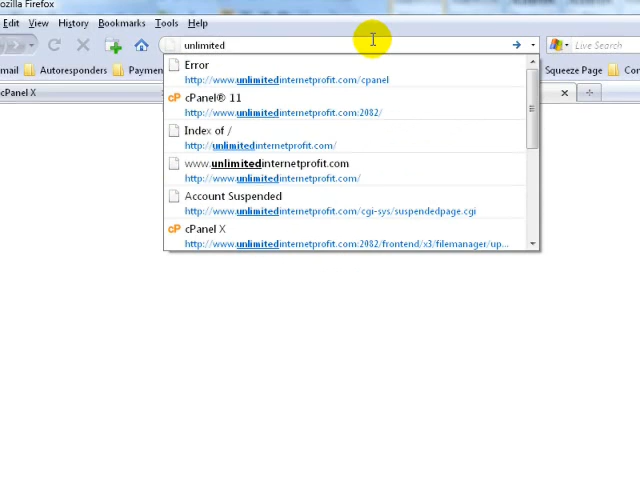 ozilla Firefox
Edit View History Bookmarks Tools Help
unlimited
Live Search
mail Autoresponders Paymen
Squeeze Page Comm
cPanel X
Error
http://www.unlimitedinternetprofit.com/cpanel
cP cPanel® 11
http://www.unlimitedinternetprofit.com:2082/
Index of /
http://unlimitedinternetprofit.com/
www.unlimitedinternetprofit.com
http://www.unlimitedinternetprofit.com/
Account Suspended
http://www.unlimitedinternetprofit.com/cgi-sys/suspendedpage.cgi
cP cPanel X
http://www.unlimitedinternetprofit.com:2082/frontend/x3/filemanager/up...